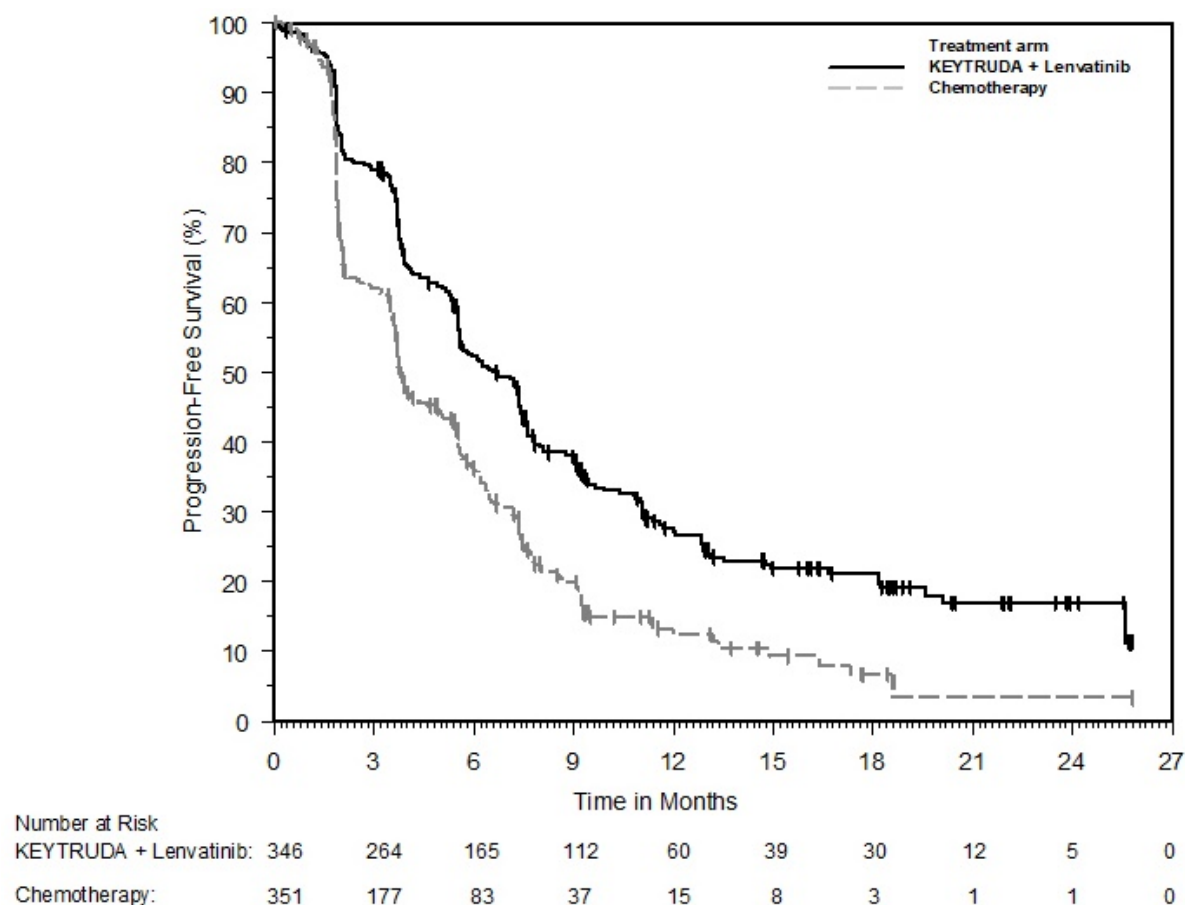 100
90
80
70
60
50
40
30
20
10
0
Progression-Free Survival (%)
Treatment arm
KEYTRUDA + Lenvatinib
Chemotherapy
0 3 6 9 12 15 18 21 24 27
Time in Months
Number at Risk
KEYTRUDA + Lenvatinib: 346 264 165 112 60 39 30 12 5 0
Chemotherapy: 351 177 83 37 15 8 3 1 1 0